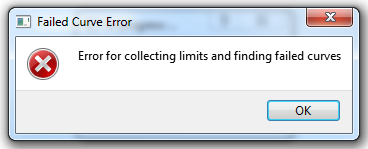 Failed Curve Error
Error for collecting limits and finding failed curves
OK